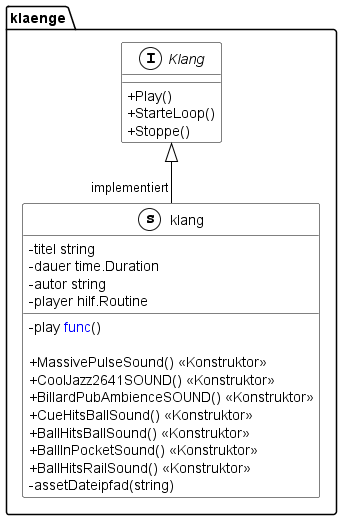 klaenge
I Klang
+Play()
+StarteLoop()
+Stoppe()
implementiert
S klang
-titel string
-dauer time.Duration
-autor string
-player hilf.Routine
-play func()
+MassivePulseSound() «Konstruktor»
+CoolJazz2641SOUND() «Konstruktor»
+BillardPubAmbienceSOUND() «Konstruktor»
+CueHitsBallSound() «Konstruktor»
+BallHitsBallSound() «Konstruktor»
+BallInPocketSound() «Konstruktor»
+BallHitsRailSound() «Konstruktor»
-assetDateipfad(string)